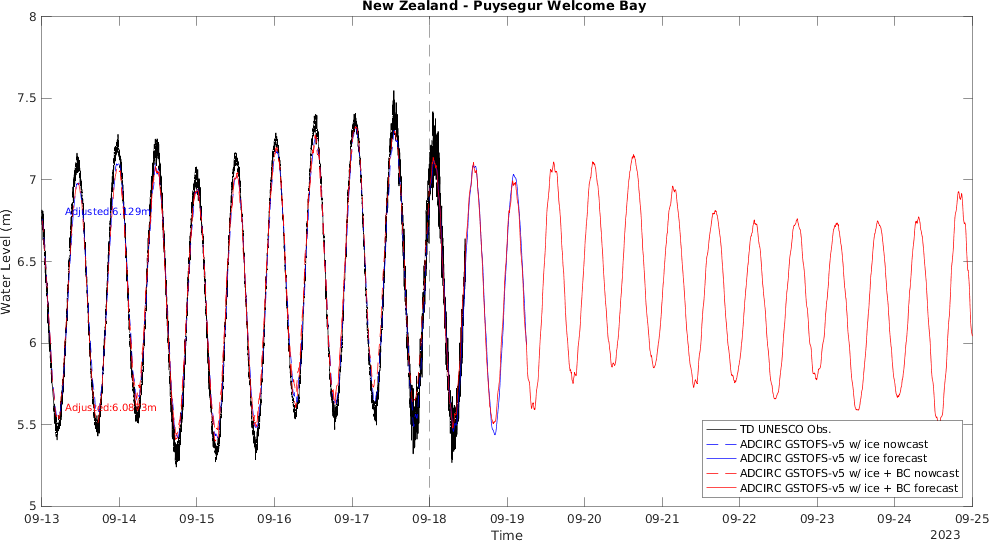 New Zealand - Puysegur Welcome Bay
8
7.5
7
6.5
6
5.5
5
Water Level (m)
Adjusted:6.129m
Adjusted:6.0873m
TD UNESCO Obs.
ADCIRC GSTOFS-v5 w/ ice nowcast
ADCIRC GSTOFS-v5 w/ ice forecast
ADCIRC GSTOFS-v5 w/ ice + BC nowcast
ADCIRC GSTOFS-v5 w/ ice + BC forecast
09-13 09-14 09-15 09-16 09-17 09-18 09-19 09-20 09-21 09-22 09-23 09-24 09-25
Time
2023